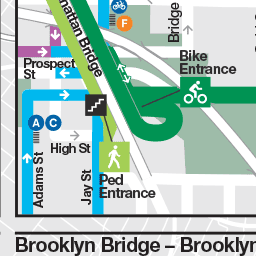 F
Bridge
Manhattan Bridge
Bike
Entrance
Prospect
St
A C
High St
Adams St
Jay St
Ped
Entrance
Brooklyn Bridge – Brooklyn